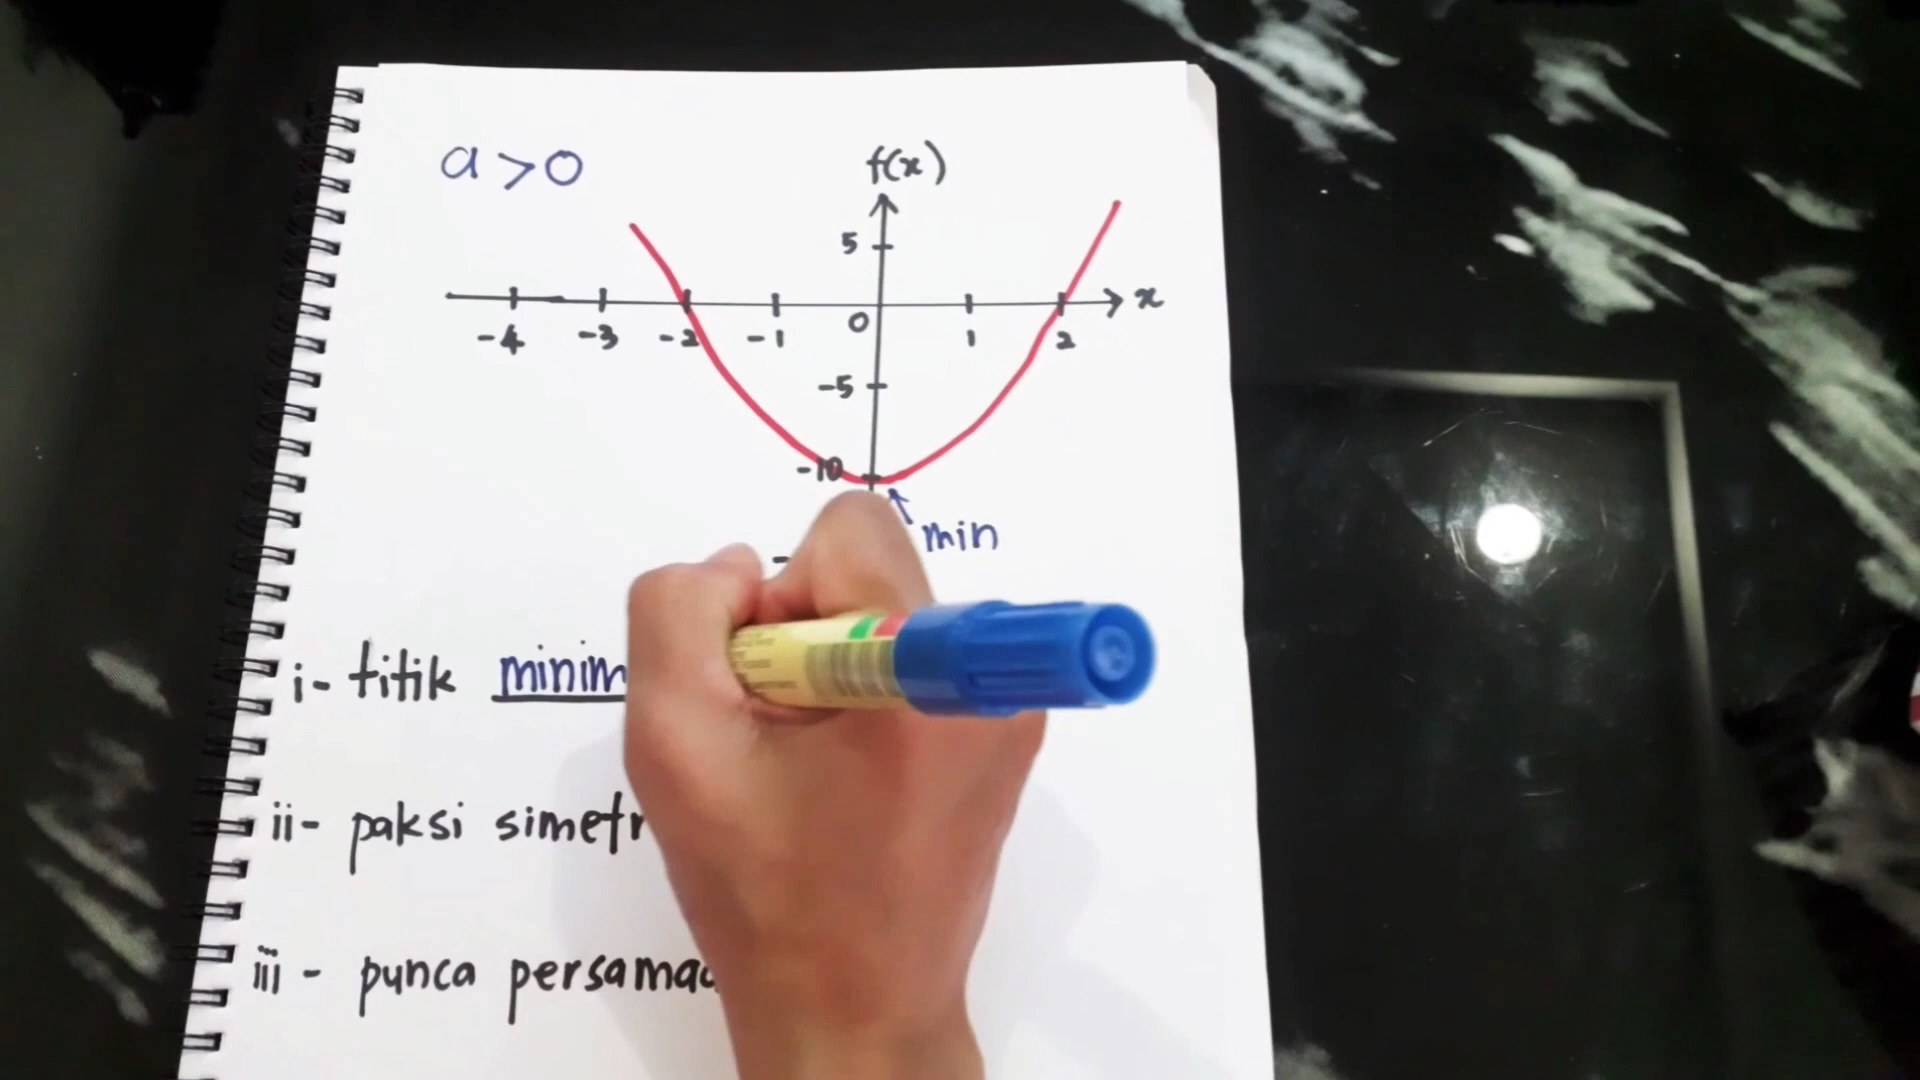 a > 0
f(x)
5
x
-4 -3 -2 -1 0 1 2
-5
-10
min
-
i- titik minim
ii- paksi simetr
iii- punca persamaa